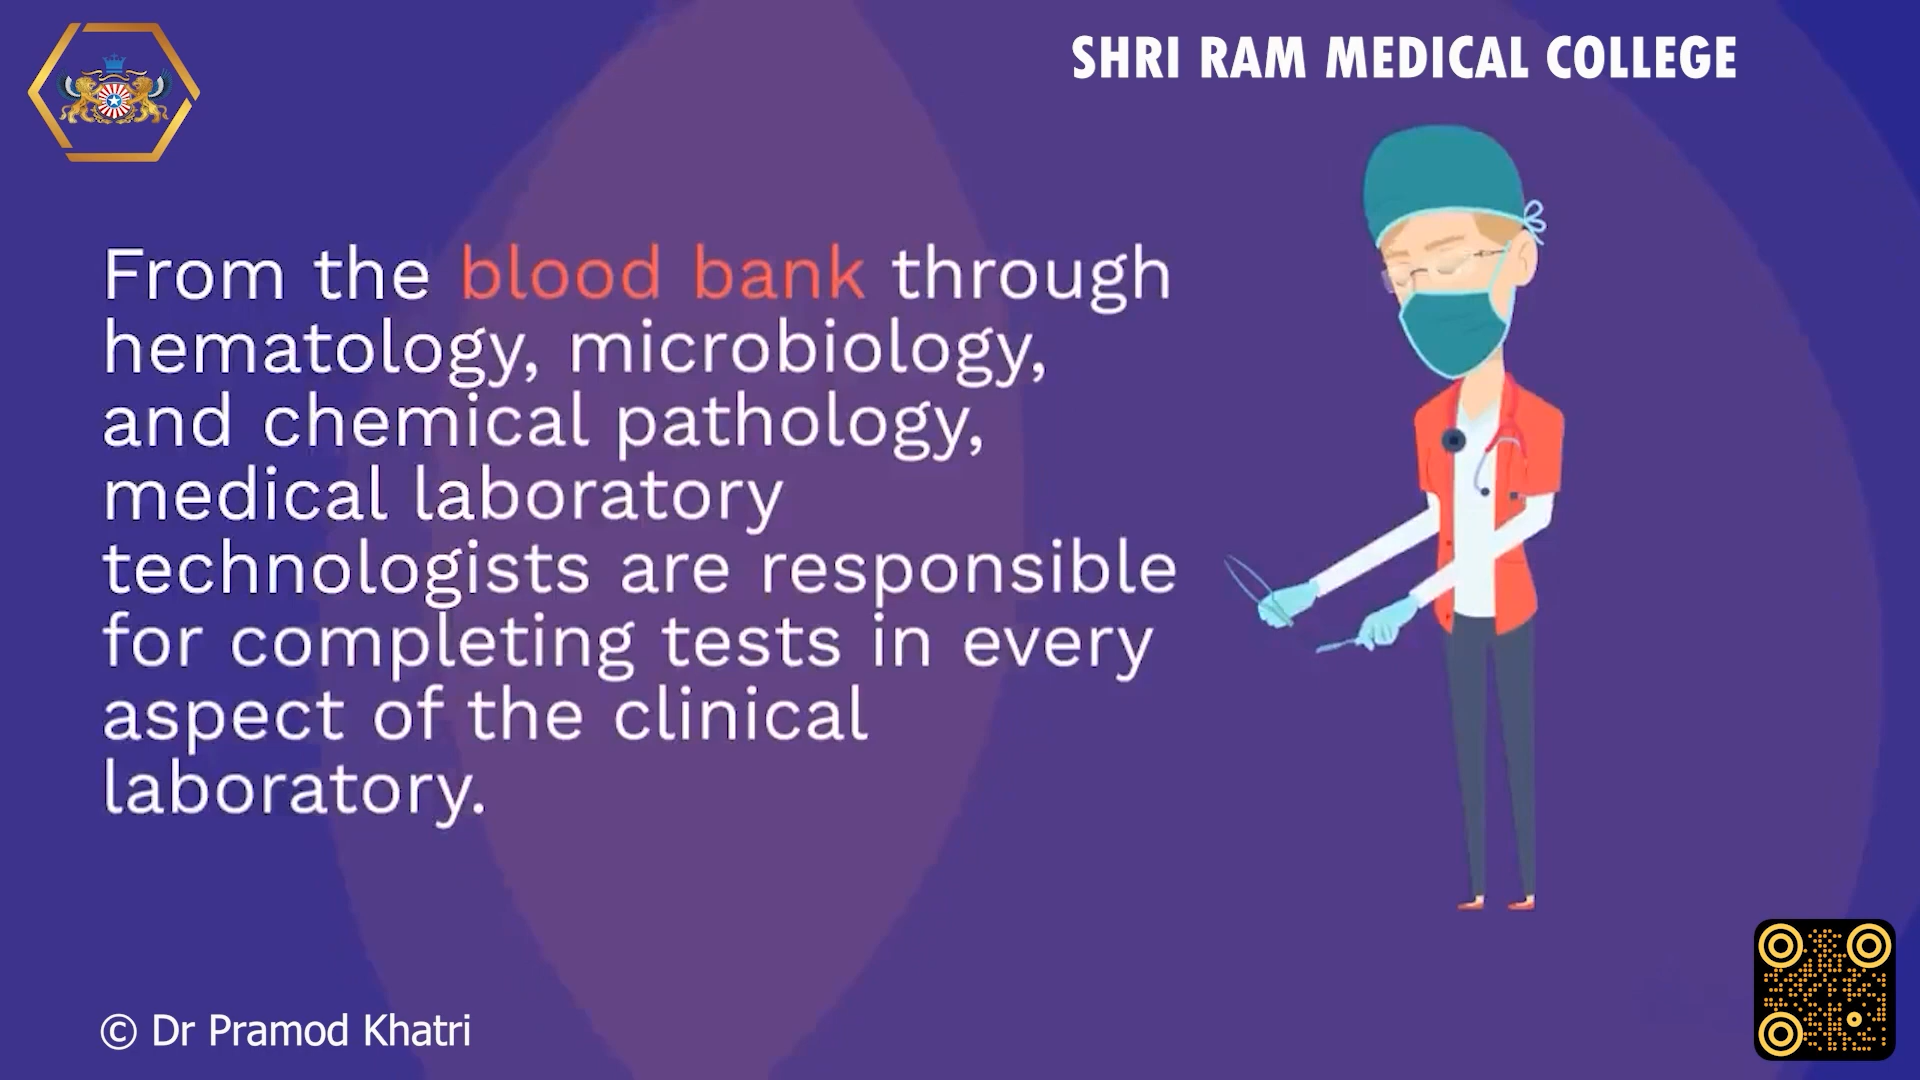 SHRI RAM MEDICAL COLLEGE
From the blood bank through
hematology, microbiology,
and chemical pathology,
medical laboratory
technologists are responsible
for completing tests in every
aspect of the clinical
laboratory.
© Dr Pramod Khatri